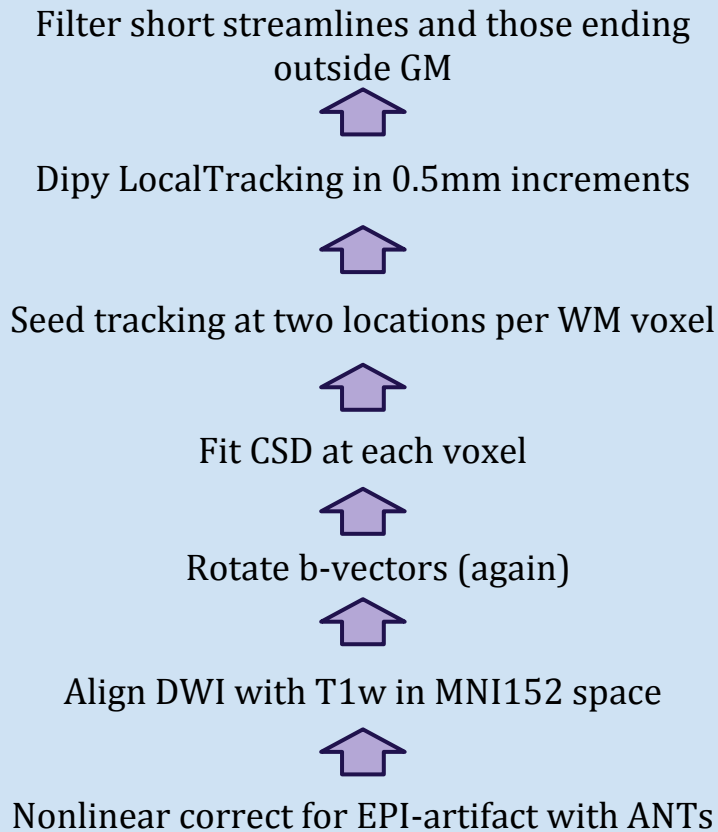 Filter short streamlines and those ending
outside GM
Dipy LocalTracking in 0.5mm increments
Seed tracking at two locations per WM voxel
Fit CSD at each voxel
Rotate b-vectors (again)
Align DWI with T1w in MNI152 space
Nonlinear correct for EPI-artifact with ANTs